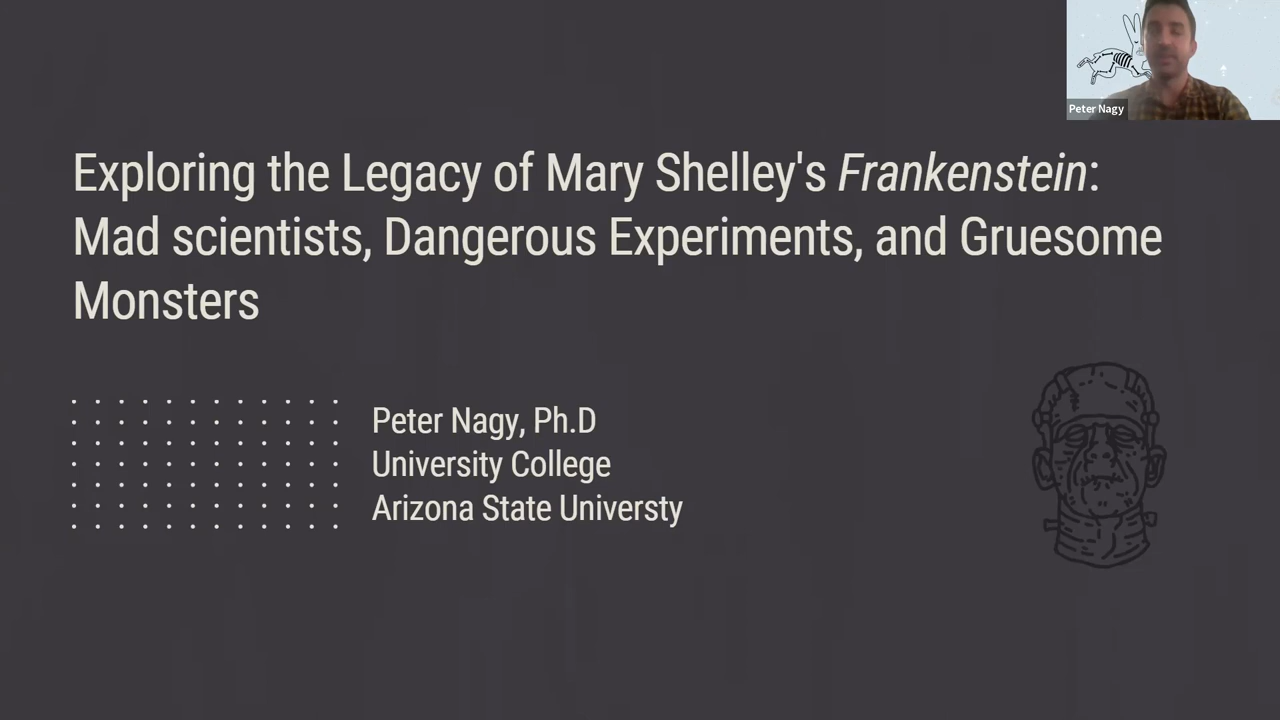 Peter Nagy
Exploring the Legacy of Mary Shelley's Frankenstein:
Mad scientists, Dangerous Experiments, and Gruesome
Monsters
Peter Nagy, Ph.D
University College
Arizona State Universty